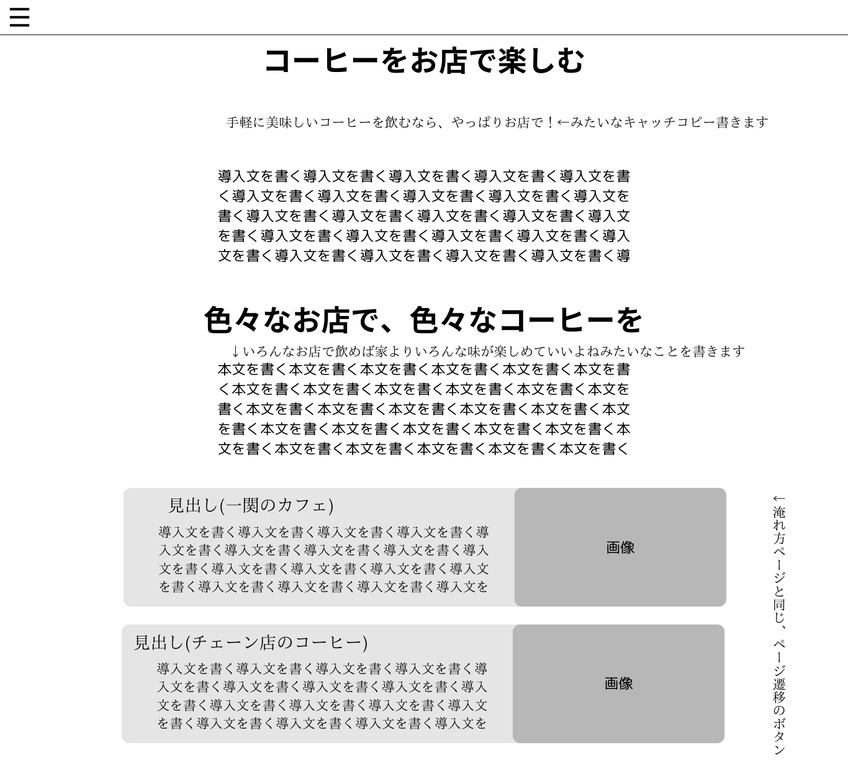 コーヒーをお店で楽しむ
手軽に美味しいコーヒーを飲むなら、やっぱりお店で！←みたいなキャッチコピー書きます
導入文を書く導入文を書く導入文を書く導入文を書く導入文を書
く導入文を書く導入文を書く導入文を書く導入文を書く導入文を
書く導入文を書く導入文を書く導入文を書く導入文を書く導入文
を書く導入文を書く導入文を書く導入文を書く導入文を書く導入
文を書く導入文を書く導入文を書く導入文を書く導入文を書く導
色々なお店で、色々なコーヒーを
↓いろんなお店で飲めば家よりいろんな味が楽しめていいよねみたいなことを書きます
本文を書く本文を書く本文を書く本文を書く本文を書く本文を書
く本文を書く本文を書く本文を書く本文を書く本文を書く本文を
書く本文を書く本文を書く本文を書く本文を書く本文を書く本文
を書く本文を書く本文を書く本文を書く本文を書く本文を書く本
文を書く本文を書く本文を書く本文を書く本文を書く本文を書く
見出し(一関のカフェ)
導入文を書く導入文を書く導入文を書く導入文を書く導
入文を書く導入文を書く導入文を書く導入文を書く導入
文を書く導入文を書く導入文を書く導入文を書く導入文
を書く導入文を書く導入文を書く導入文を書く導入文を
画像
見出し(チェーン店のコーヒー)
導入文を書く導入文を書く導入文を書く導入文を書く導
入文を書く導入文を書く導入文を書く導入文を書く導入
文を書く導入文を書く導入文を書く導入文を書く導入文
を書く導入文を書く導入文を書く導入文を書く導入文を
画像
←淹れ方ページと同じ、ページ遷移のボタン